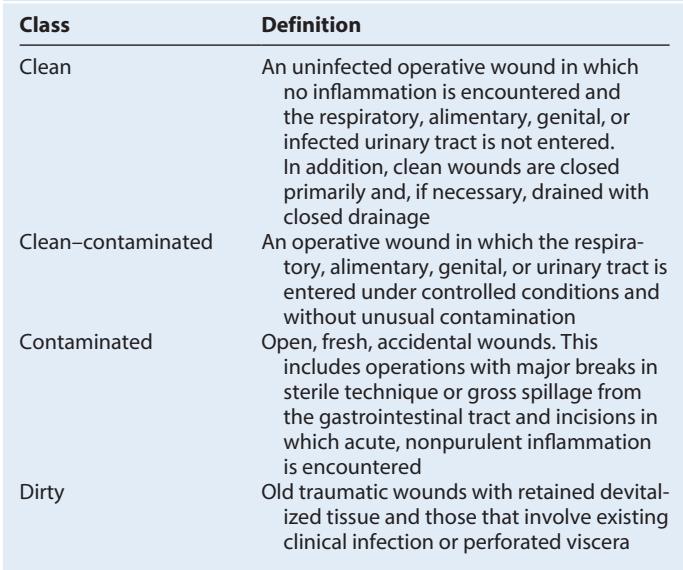 Class Definition
Clean An uninfected operative wound in which
no inflammation is encountered and
the respiratory, alimentary, genital, or
infected urinary tract is not entered.
In addition, clean wounds are closed
primarily and, if necessary, drained with
closed drainage
Clean–contaminated An operative wound in which the respira-
tory, alimentary, genital, or urinary tract is
entered under controlled conditions and
without unusual contamination
Contaminated Open, fresh, accidental wounds. This
includes operations with major breaks in
sterile technique or gross spillage from
the gastrointestinal tract and incisions in
which acute, nonpurulent inflammation
is encountered
Dirty Old traumatic wounds with retained devital-
ized tissue and those that involve existing
clinical infection or perforated viscera